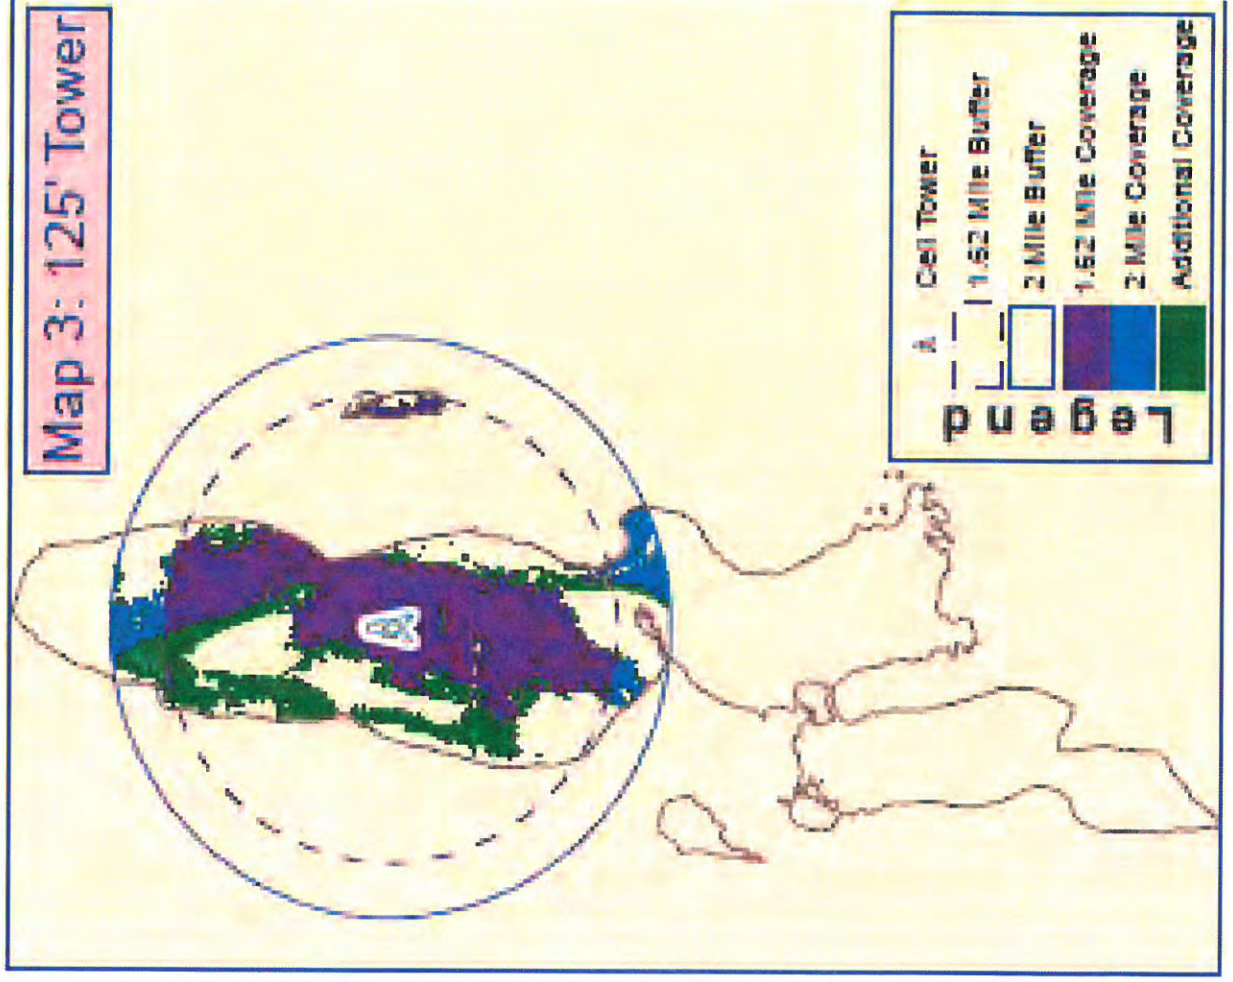 Map 3: 125' Tower
Legend
Cell Tower
1.62 Mile Buffer
2 Mile Buffer
1.62 Mile Coverage
2 Mile Coverage
Additional Coverage